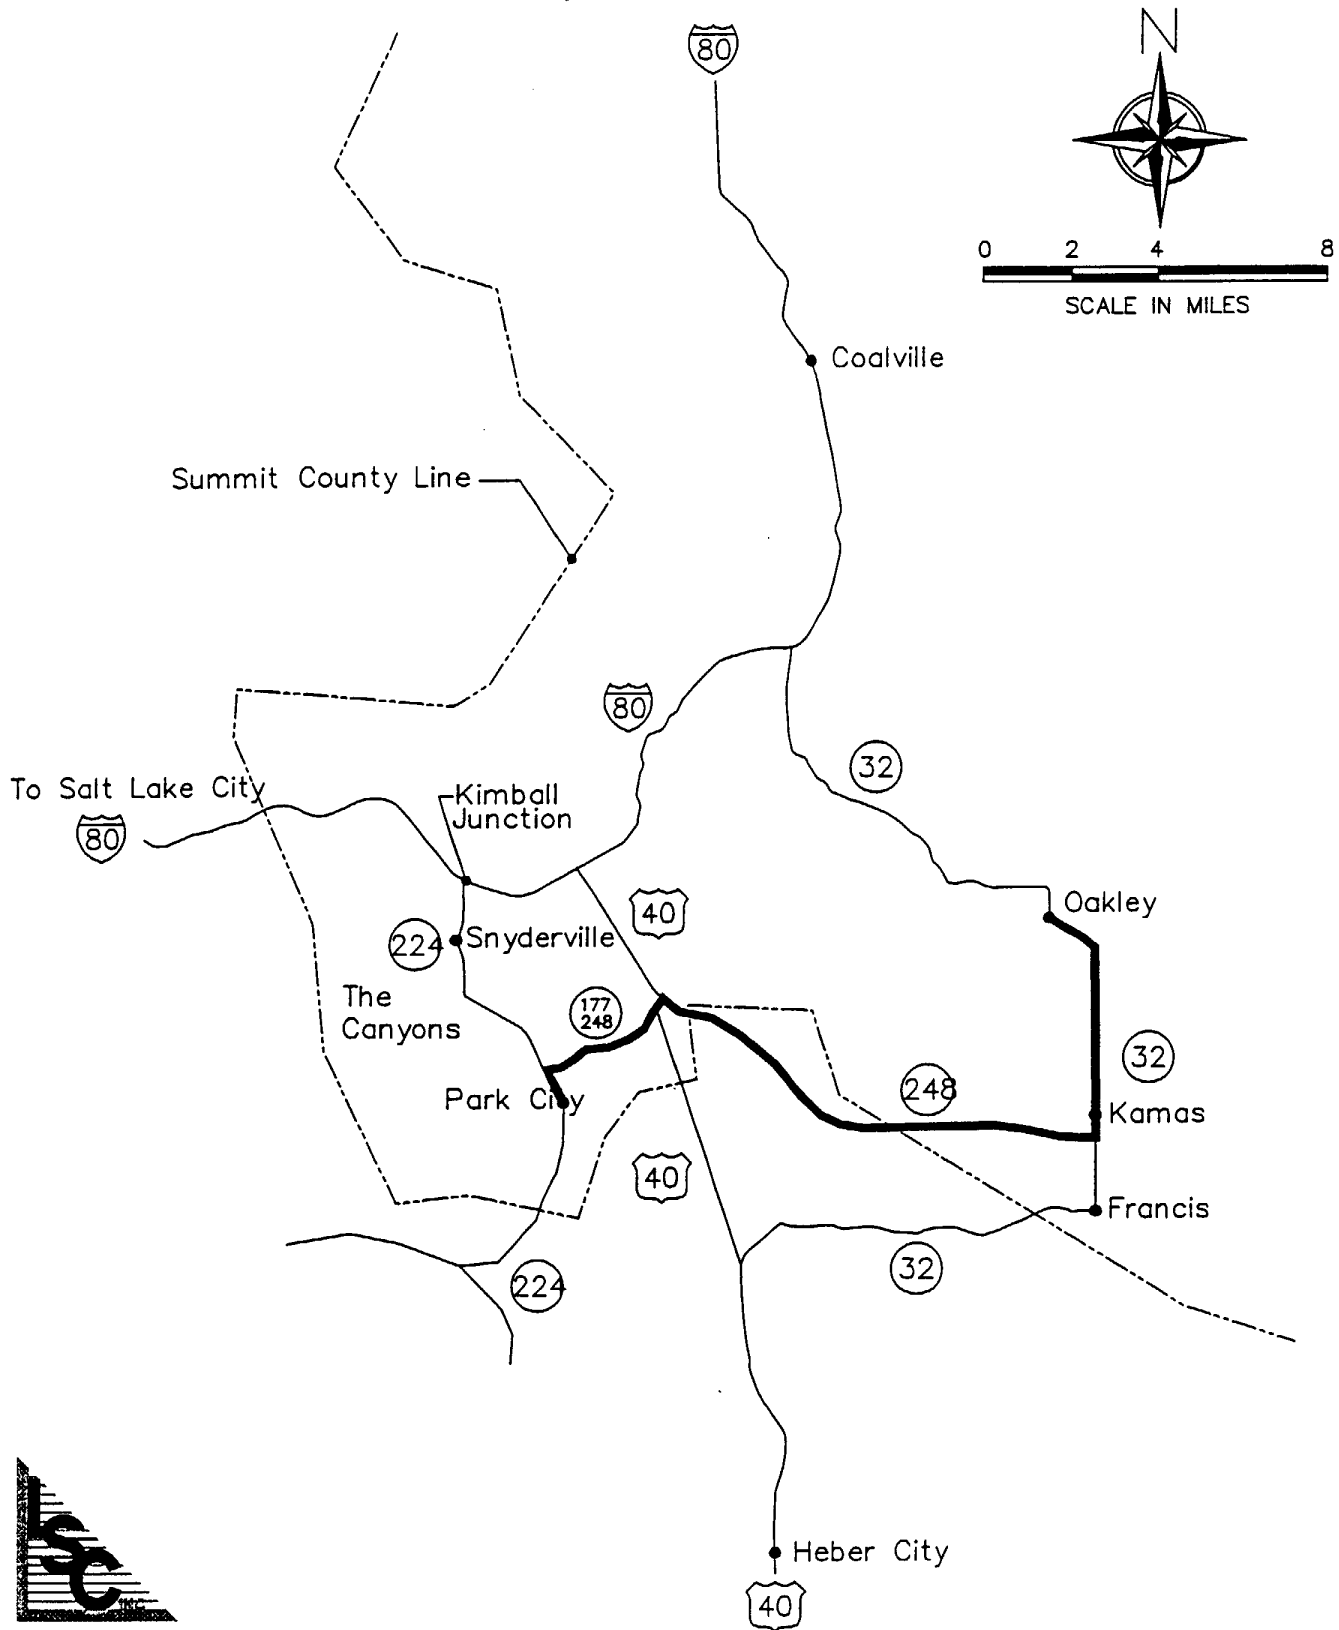 80
N
0 2 4 8
SCALE IN MILES
Coalville
Summit County Line
80
32
To Salt Lake City
80
Kimball
Junction
40
Oakley
224
Snyderville
The
Canyons
177
248
32
248
Park City
Kamas
40
Francis
32
224
LSC
INC.
Heber City
40